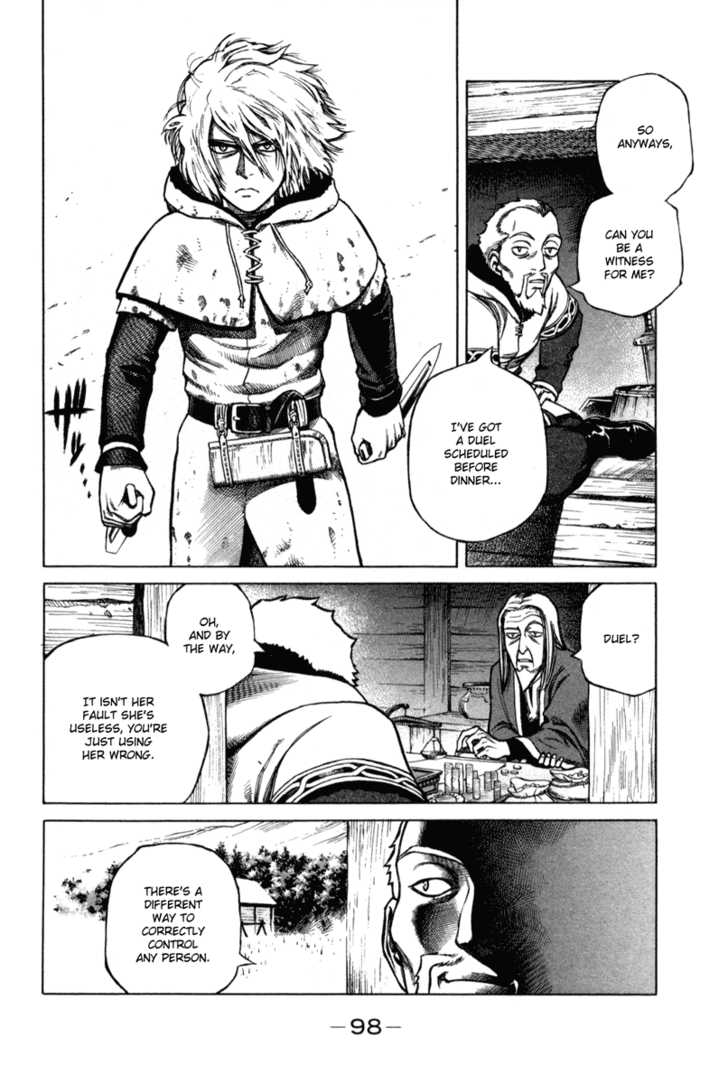 SO
ANYWAYS,
CAN YOU
BE A
WITNESS
FOR ME?
I'VE GOT
A DUEL
SCHEDULED
BEFORE
DINNER...
DUEL?
OH,
AND BY
THE WAY,
IT ISN'T HER
FAULT SHE'S
USELESS, YOU'RE
JUST USING
HER WRONG.
THERE'S A
DIFFERENT
WAY TO
CORRECTLY
CONTROL
ANY PERSON.
—98—